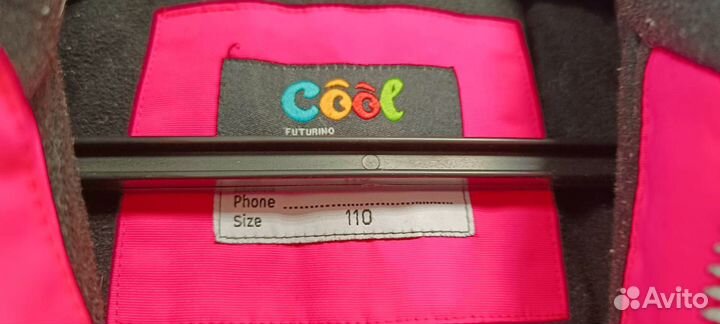 Cool
FUTURINO
Phone
Size 110
Avito